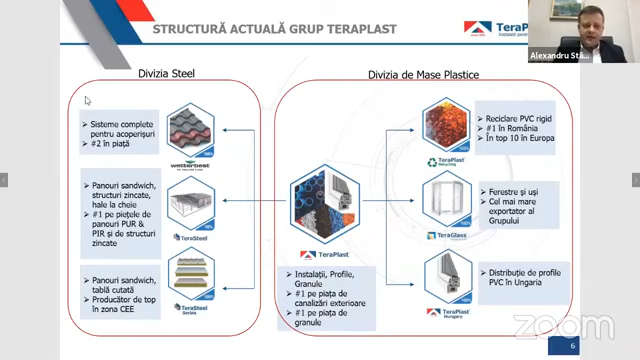 STRUCTURĂ ACTUALĂ GRUP TERAPLAST
TeraPlast
Alexandru Stâ...
Divizia Steel
Divizia de Mase Plastice
Sisteme complete
pentru acoperișuri
#2 în piață
wetterbest
Panouri sandwich,
structuri zincate,
hale la cheie
#1 pe piețele de
panouri PUR &
PIR și de structuri
zincate
TeraSteel
Panouri sandwich,
tablă cutată
Producător de top
în zona CEE
100%
TeraSteel
Serbia
TeraPlast
Instalații, Profile,
Granule
#1 pe piața de
canalizări exterioare
#1 pe piața de
granule
Reciclare PVC rigid
#1 în România
În top 10 în Europa
100%
TeraPlast
Recycling
Ferestre și uși
Cel mai mare
exportator al
Grupului
100%
TeraGlass
Distribuție de profile
PVC în Ungaria
100%
TeraPlast
Hungary
zoom
6